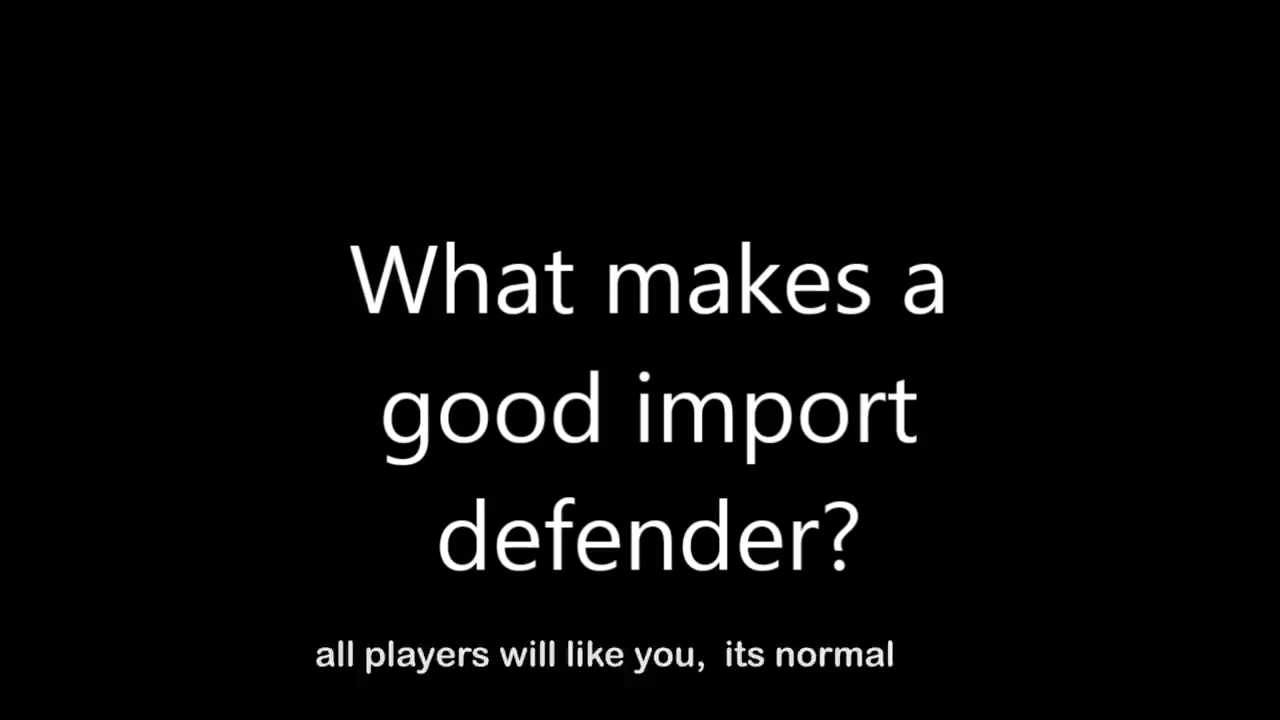 What makes a
good import
defender?
all players will like you,  its normal